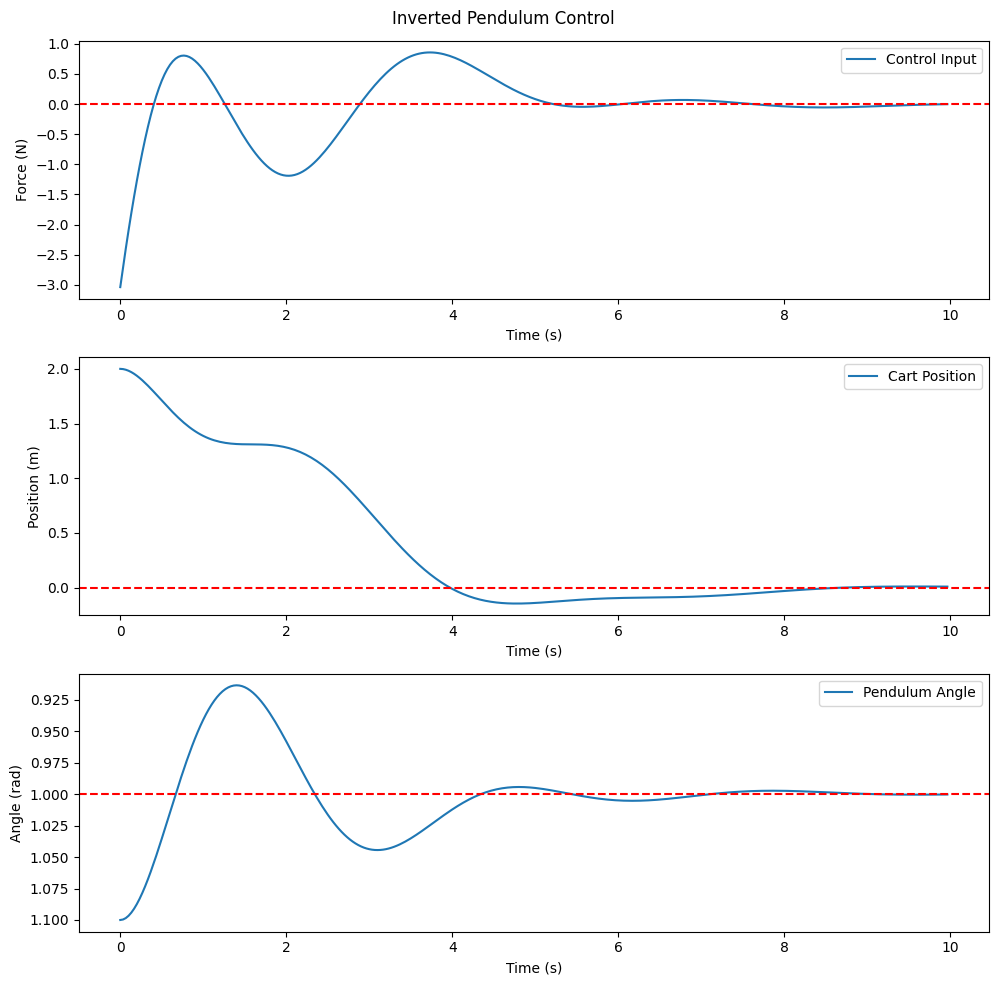 Inverted Pendulum Control
1.0
0.5
0.0
−0.5
−1.0
−1.5
−2.0
−2.5
−3.0
Force (N)
Control Input
0 2 4 6 8 10
Time (s)
2.0
1.5
1.0
0.5
0.0
Position (m)
Cart Position
0 2 4 6 8 10
Time (s)
0.925
0.950
0.975
1.000
1.025
1.050
1.075
1.100
Angle (rad)
Pendulum Angle
0 2 4 6 8 10
Time (s)